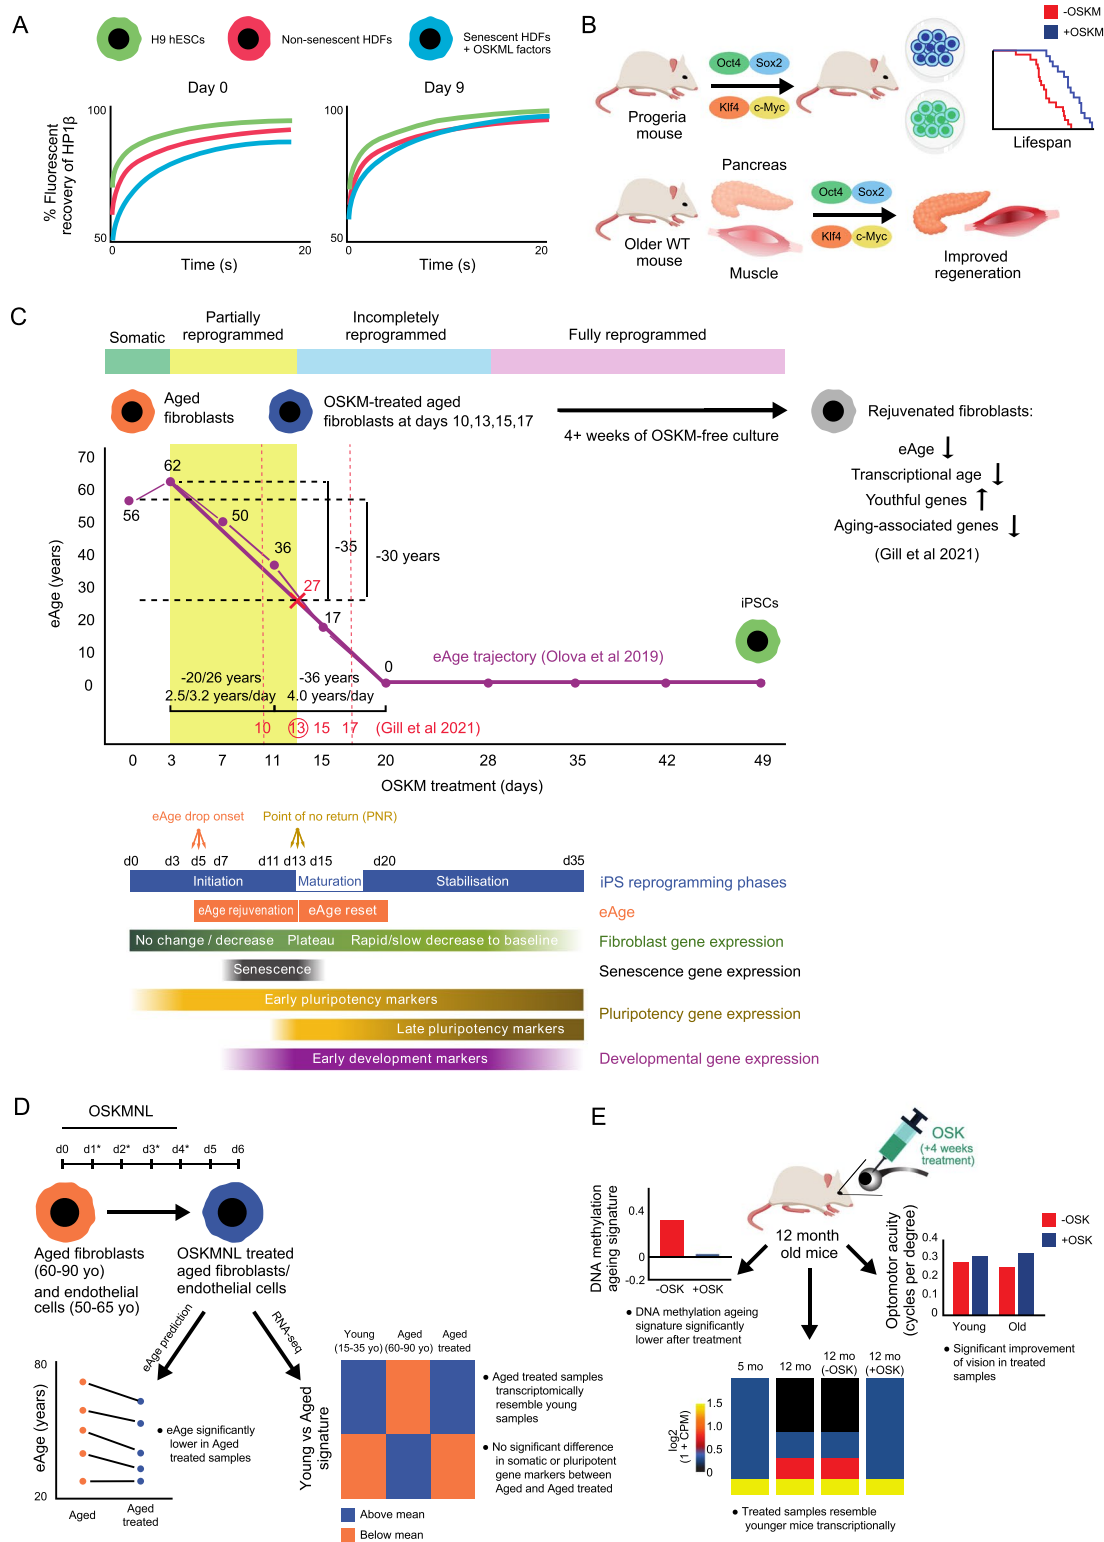 A
H9 hESCs
Non-senescent HDFs
Senescent HDFs
+ OSKML factors
Day 0
Day 9
% Fluorescent
recovery of HP1β
100
50
0
20
Time (s)
100
50
0
20
Time (s)
B
-OSKM
+OSKM
Oct4
Sox2
Klf4
c-Myc
Progeria
mouse
Lifespan
Pancreas
Oct4
Sox2
Klf4
c-Myc
Older WT
mouse
Muscle
Improved
regeneration
C
Somatic
Partially
reprogrammed
Incompletely
reprogrammed
Fully reprogrammed
Aged
fibroblasts
OSKM-treated aged
fibroblasts at days 10,13,15,17
4+ weeks of OSKM-free culture
Rejuvenated fibroblasts:
eAge
Transcriptional age
Youthful genes
Aging-associated genes
(Gill et al 2021)
eAge (years)
70
60
50
40
30
20
10
0
56
62
50
36
27
17
0
-35
-30 years
iPSCs
eAge trajectory (Olova et al 2019)
-20/26 years
2.5/3.2 years/day
-36 years
4.0 years/day
10
13
15
17
(Gill et al 2021)
0 3 7 11 15 20 28 35 42 49
OSKM treatment (days)
eAge drop onset
Point of no return (PNR)
d0 d3 d5 d7 d11 d13 d15 d20 d35
Initiation
Maturation
Stabilisation
iPS reprogramming phases
eAge rejuvenation
eAge reset
eAge
No change / decrease
Plateau
Rapid/slow decrease to baseline
Fibroblast gene expression
Senescence
Senescence gene expression
Early pluripotency markers
Late pluripotency markers
Pluripotency gene expression
Early development markers
Developmental gene expression
D
OSKMNL
d0 d1* d2* d3* d4* d5 d6
Aged fibroblasts
(60-90 yo)
and endothelial
cells (50-65 yo)
OSKMNL treated
aged fibroblasts/
endothelial cells
eAge prediction
RNA-seq
eAge (years)
80
20
Aged
Aged
treated
● eAge significantly
lower in Aged
treated samples
Young vs Aged
signature
Young
(15-35 yo)
Aged
(60-90 yo)
Aged
treated
● Aged treated samples
transcriptomically
resemble young
samples
● No significant difference
in somatic or pluripotent
gene markers between
Aged and Aged treated
Above mean
Below mean
E
OSK
(+4 weeks
treatment)
12 month
old mice
DNA methylation
ageing signature
0.4
0
-0.2
-OSK
+OSK
● DNA methylation ageing
signature significantly
lower after treatment
-OSK
+OSK
Optomotor acuity
(cycles per degree)
0.4
0.3
0.2
0.1
0
Young
Old
● Significant improvement
of vision in treated
samples
5 mo
12 mo
12 mo
(-OSK)
12 mo
(+OSK)
log2
(1 + CPM)
1.5
1.0
0.5
0
● Treated samples resemble
younger mice transcriptionally